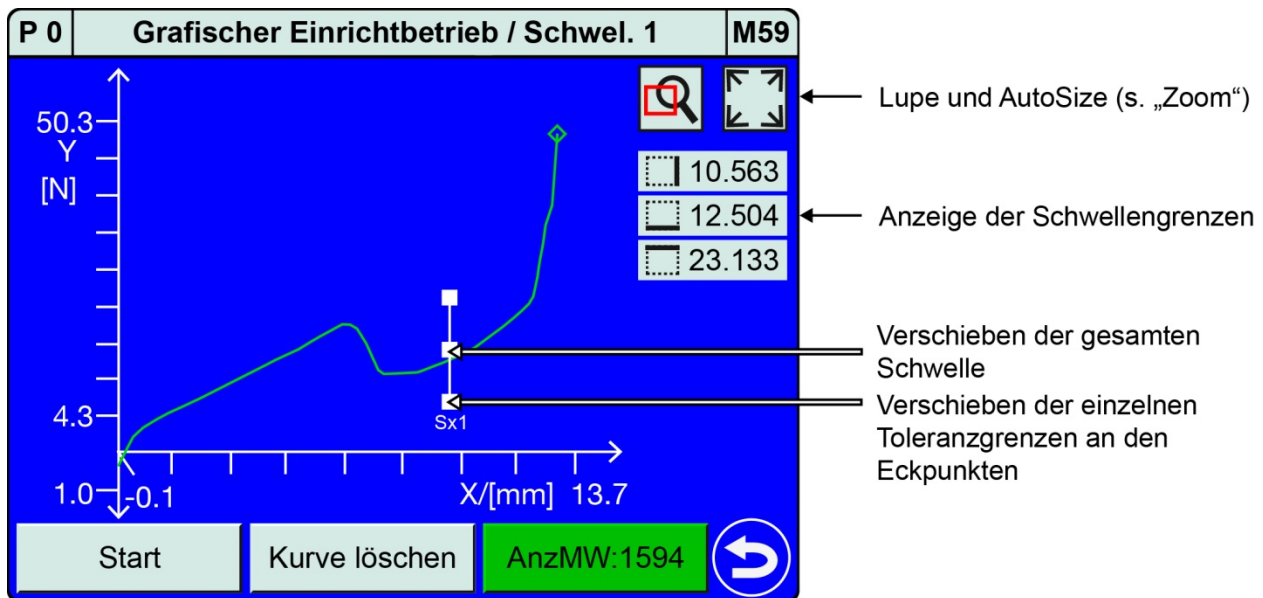 P 0 Grafischer Einrichtbetrieb / Schwel. 1 M59
Lupe und AutoSize (s. „Zoom“)
50.3
Y
[N]
10.563
12.504
23.133
Anzeige der Schwellengrenzen
Verschieben der gesamten
Schwelle
Verschieben der einzelnen
Toleranzgrenzen an den
Eckpunkten
4.3
Sx1
1.0
-0.1
X/[mm] 13.7
Start
Kurve löschen
AnzMW:1594